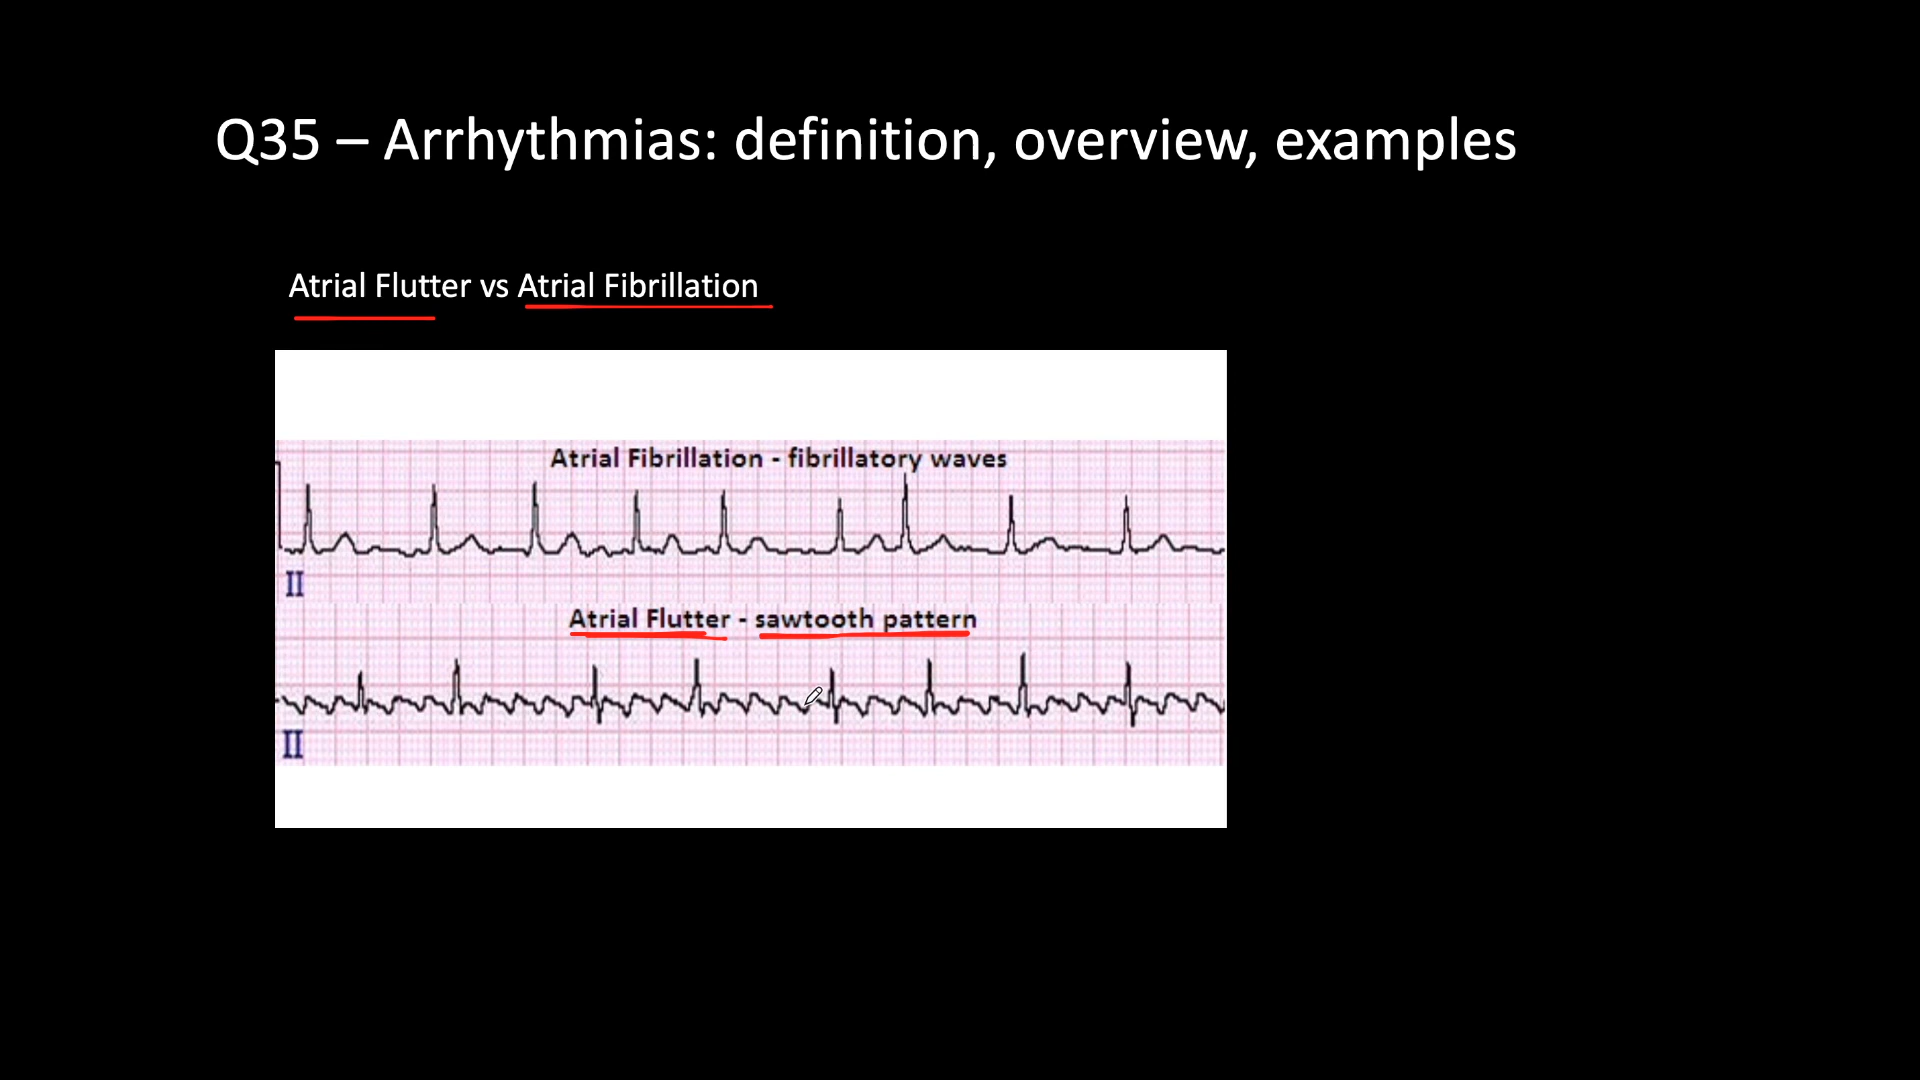 Q35 – Arrhythmias: definition, overview, examples
Atrial Flutter vs Atrial Fibrillation
Atrial Fibrillation - fibrillatory waves
II
Atrial Flutter - sawtooth pattern
II